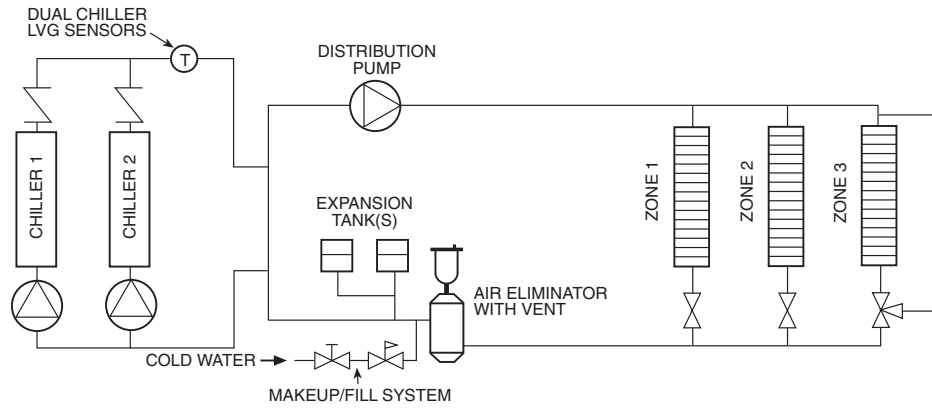 DUAL CHILLER
LVG SENSORS
T
DISTRIBUTION
PUMP
CHILLER 1
CHILLER 2
ZONE 1
ZONE 2
ZONE 3
EXPANSION
TANK(S)
AIR ELIMINATOR
WITH VENT
COLD WATER
MAKEUP/FILL SYSTEM